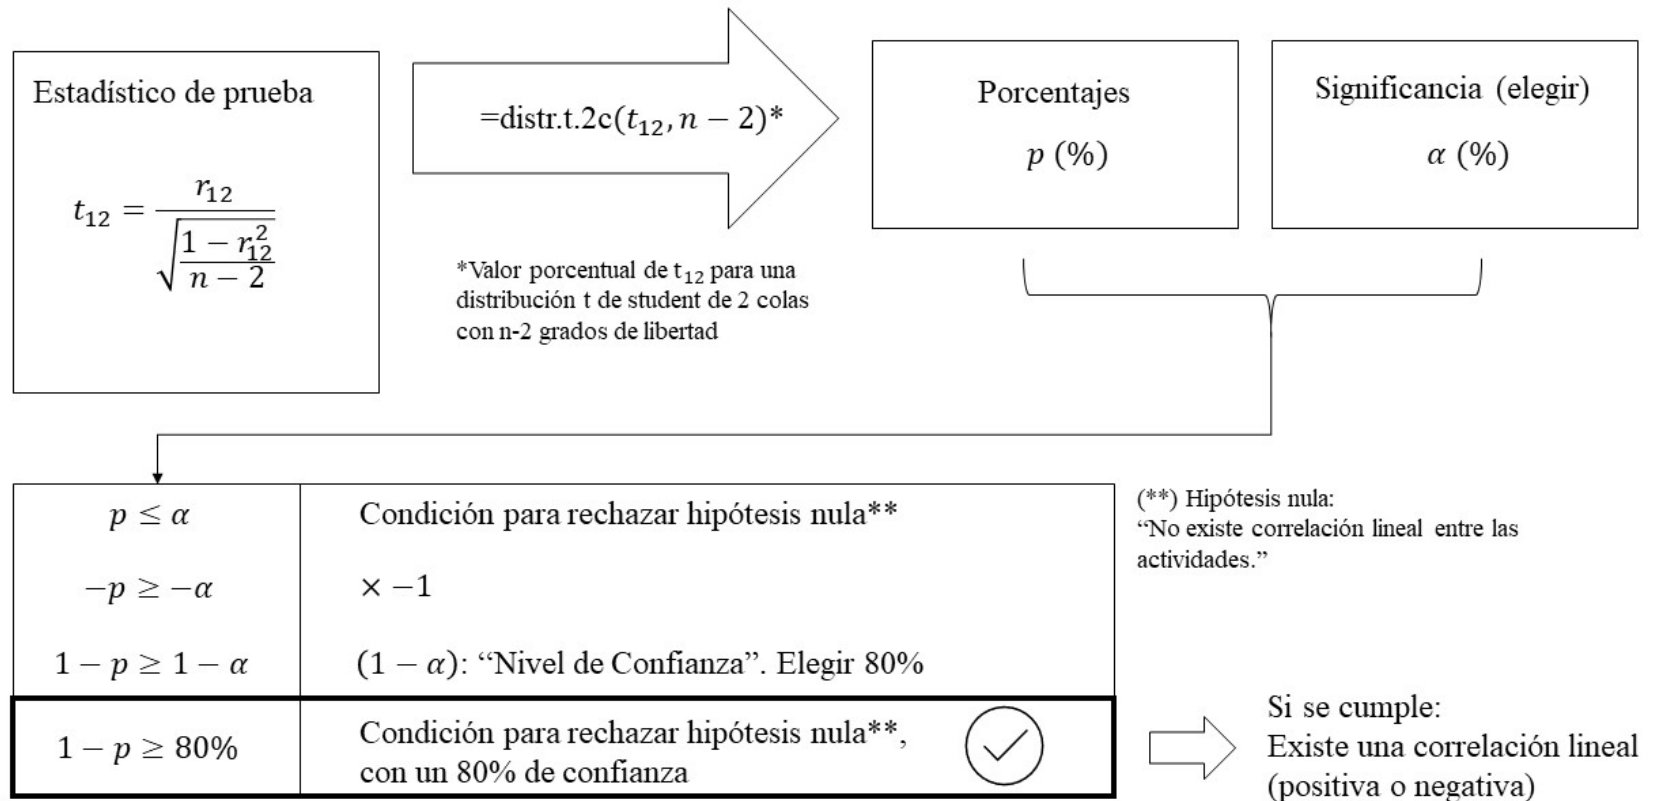 Estadístico de prueba
t₁₂ = r₁₂ / √((1 − r₁₂²) / (n − 2))
=distr.t.2c(t₁₂, n − 2)*
*Valor porcentual de t₁₂ para una
distribución t de student de 2 colas
con n-2 grados de libertad
Porcentajes
p (%)
Significancia (elegir)
α (%)
p ≤ α
Condición para rechazar hipótesis nula**
−p ≥ −α
× −1
1 − p ≥ 1 − α
(1 − α): “Nivel de Confianza”. Elegir 80%
1 − p ≥ 80%
Condición para rechazar hipótesis nula**,
con un 80% de confianza
(**) Hipótesis nula:
“No existe correlación lineal entre las
actividades.”
Si se cumple:
Existe una correlación lineal
(positiva o negativa)